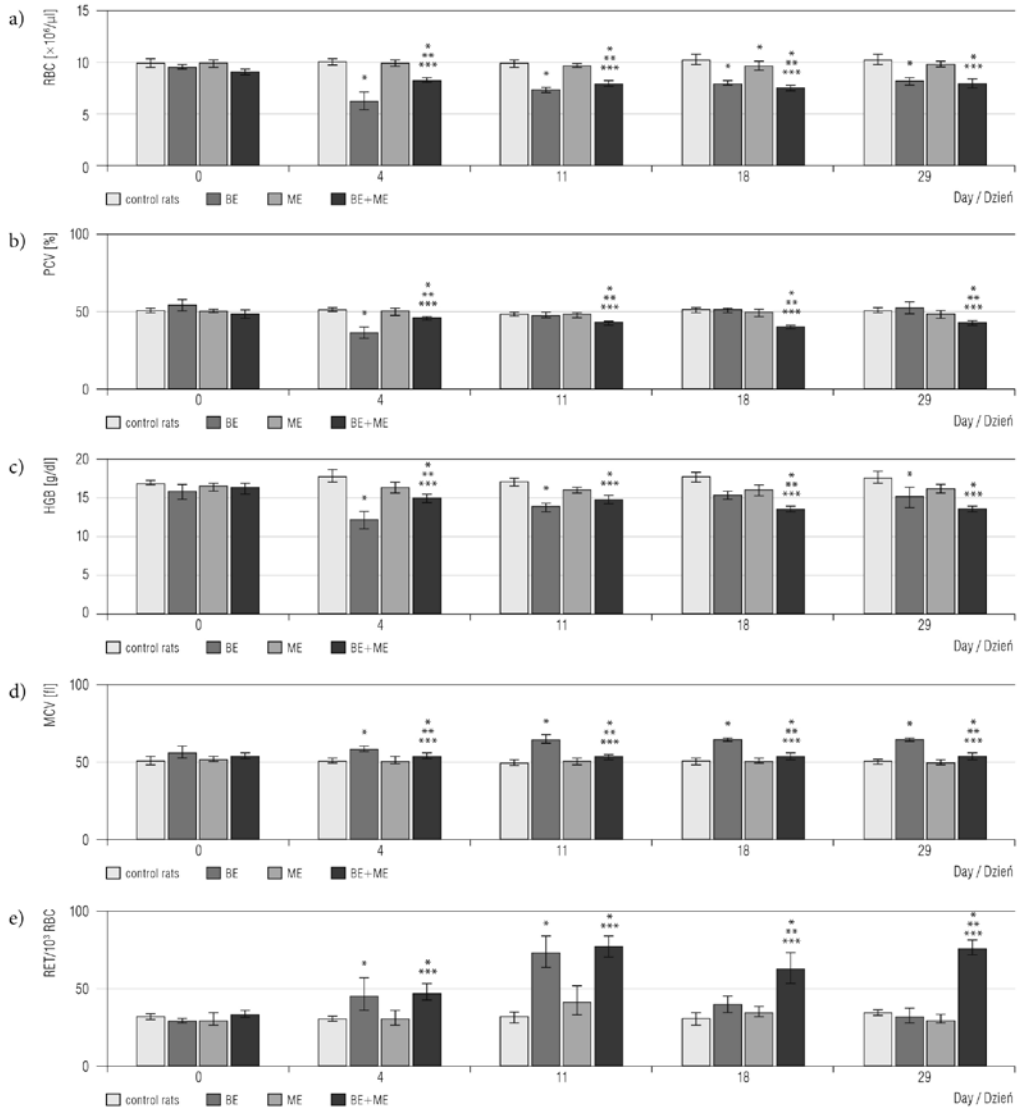 a)
RBC [×10⁶/µl]
15
10
5
0
* * * * * * * * *
** ** **
*** *** *** ***
0 4 11 18 29
control rats BE ME BE+ME Day / Dzień
b)
PCV [%]
100
50
0
* * * * *
** ** ** **
*** *** *** ***
0 4 11 18 29
control rats BE ME BE+ME Day / Dzień
c)
HGB [g/dl]
20
15
10
5
0
* * * * * * *
** **
*** *** *** ***
0 4 11 18 29
control rats BE ME BE+ME Day / Dzień
d)
MCV [fl]
100
50
0
* * * * * * * *
** ** ** **
*** *** *** ***
0 4 11 18 29
control rats BE ME BE+ME Day / Dzień
e)
RET/10³ RBC
100
50
0
* * * * * *
** **
*** *** *** ***
0 4 11 18 29
control rats BE ME BE+ME Day / Dzień